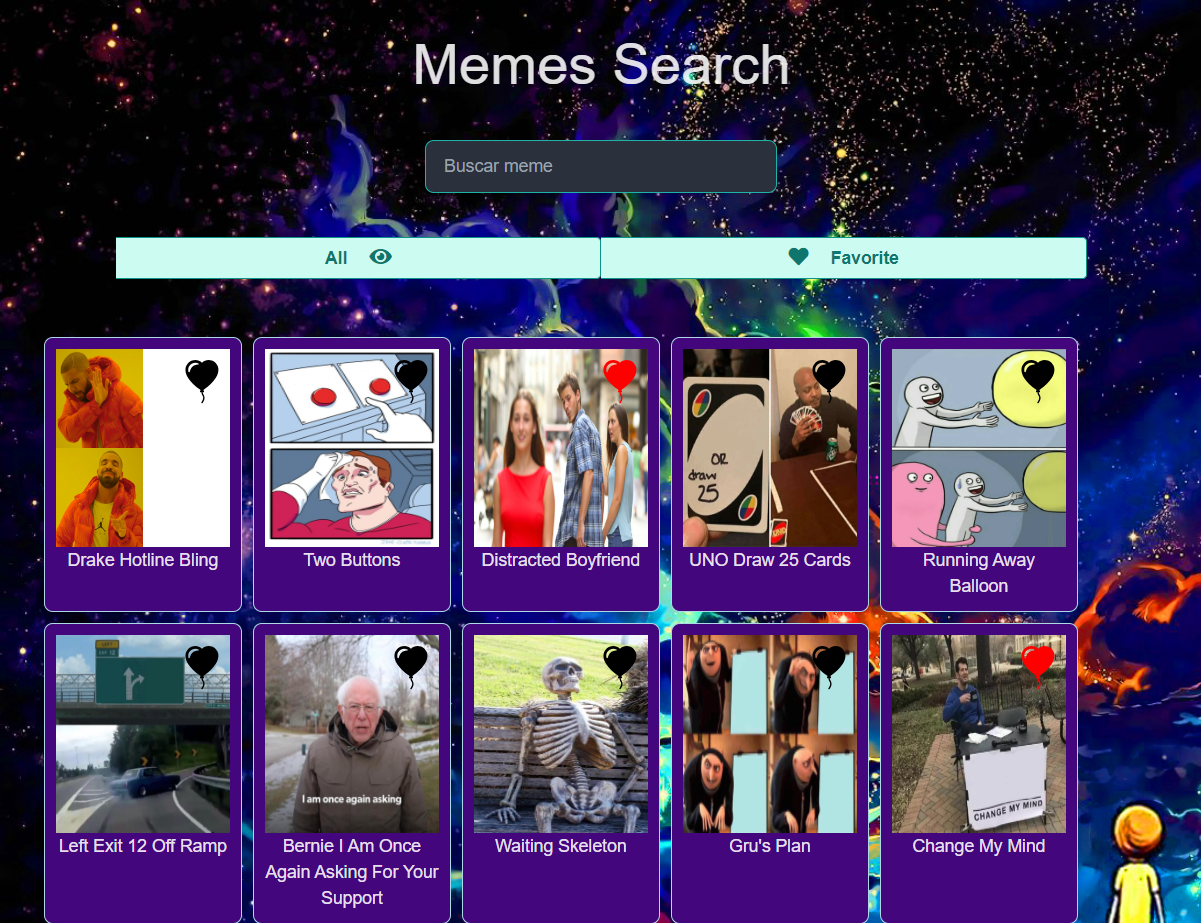 Memes Search
Buscar meme
All
Favorite
OR
draw
25
Drake Hotline Bling
Two Buttons
Distracted Boyfriend
UNO Draw 25 Cards
Running Away
Balloon
I am once again asking
CHANGE MY MIND
Left Exit 12 Off Ramp
Bernie I Am Once
Again Asking For Your
Support
Waiting Skeleton
Gru's Plan
Change My Mind